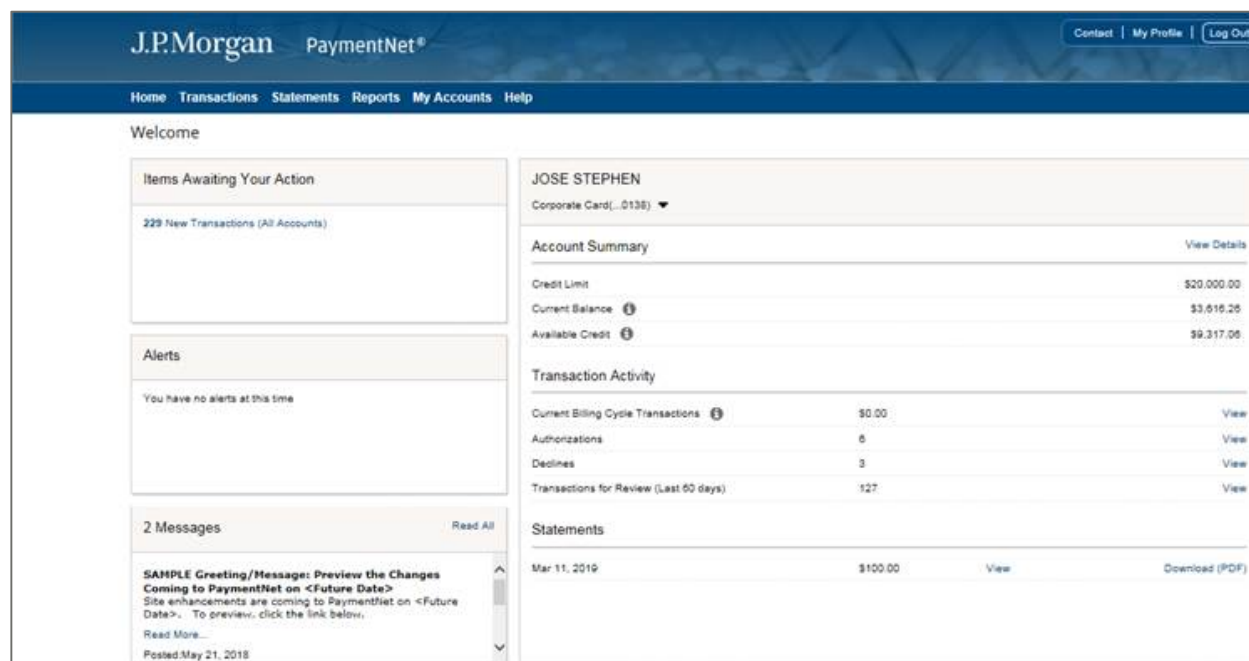 J.P.Morgan PaymentNet®
Contact | My Profile | Log Out
Home Transactions Statements Reports My Accounts Help
Welcome
Items Awaiting Your Action
229 New Transactions (All Accounts)
Alerts
You have no alerts at this time
2 Messages Read All
SAMPLE Greeting/Message: Preview the Changes
Coming to PaymentNet on <Future Date>
Site enhancements are coming to PaymentNet on <Future
Date>. To preview, click the link below.
Read More...
Posted:May 21, 2018
JOSE STEPHEN
Corporate Card(...0138)
Account Summary View Details
Credit Limit $20,000.00
Current Balance $3,616.26
Available Credit $9,317.06
Transaction Activity
Current Billing Cycle Transactions $0.00 View
Authorizations 6 View
Declines 3 View
Transactions for Review (Last 60 days) 127 View
Statements
Mar 11, 2019 $100.00 View Download (PDF)